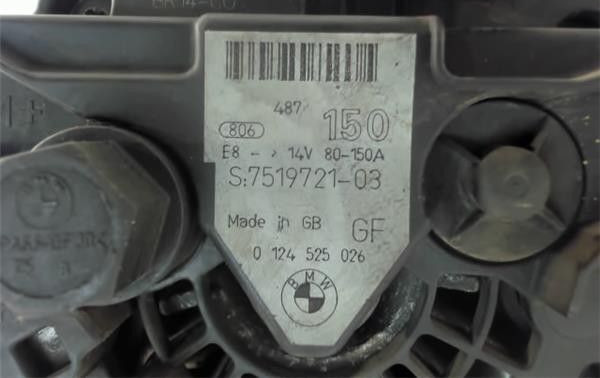 487
806 150
E8 - > 14V 80-150A
S:7519721-03
Made in GB GF
0 124 525 026
BMW